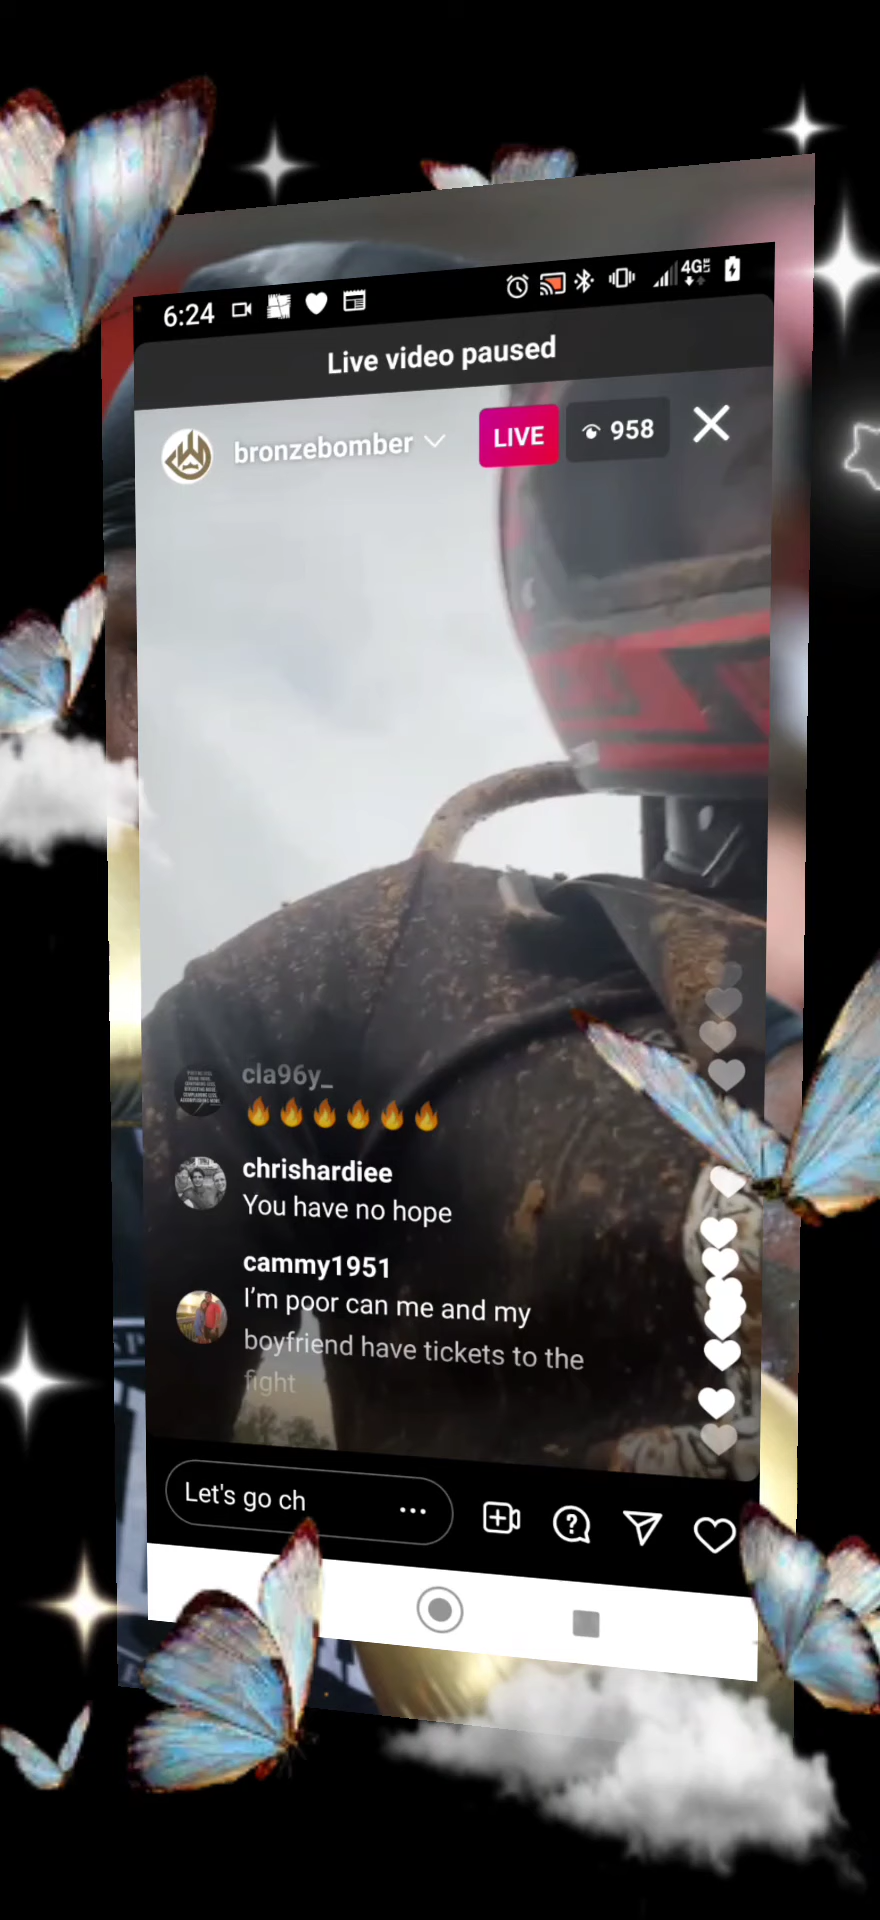 6:24
4G
Live video paused
bronzebomber
LIVE
958
cla96y_
🔥🔥🔥🔥🔥🔥
chrishardiee
You have no hope
cammy1951
I'm poor can me and my
boyfriend have tickets to the
fight
Let's go ch